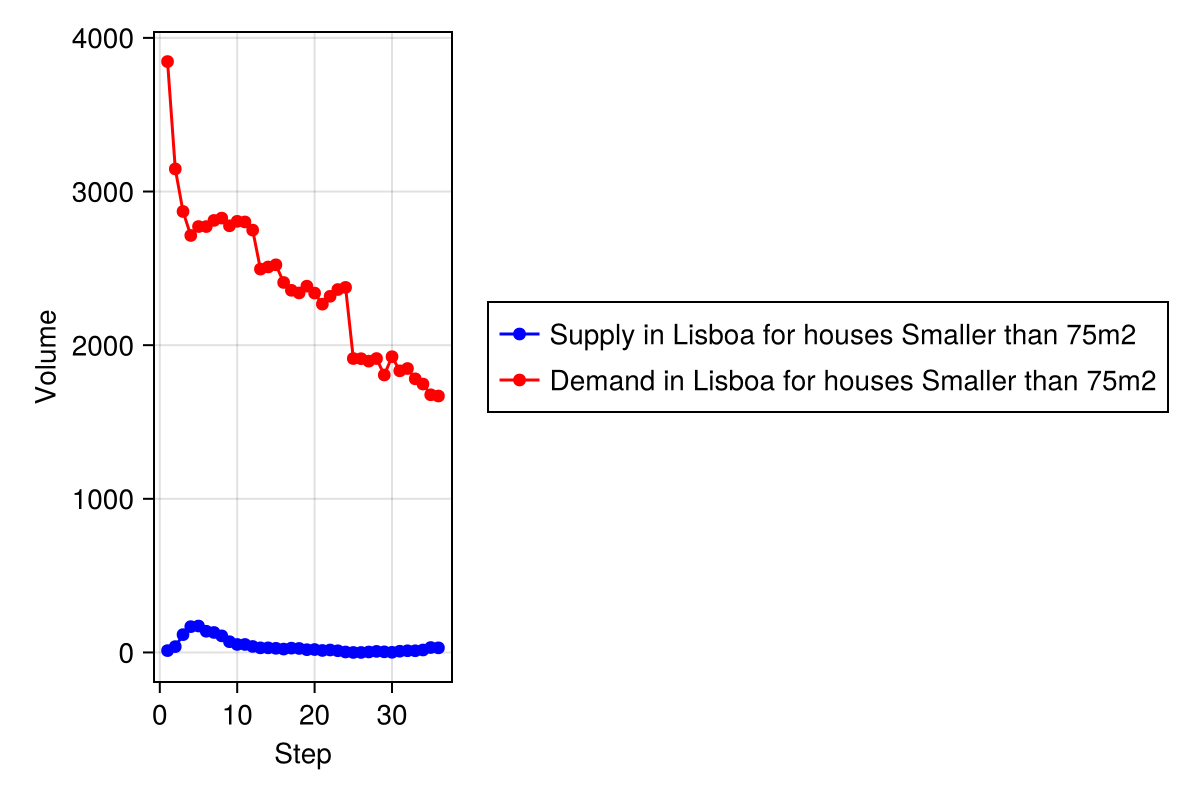 4000
3000
2000
1000
0
Volume
0 10 20 30
Step
Supply in Lisboa for houses Smaller than 75m2
Demand in Lisboa for houses Smaller than 75m2